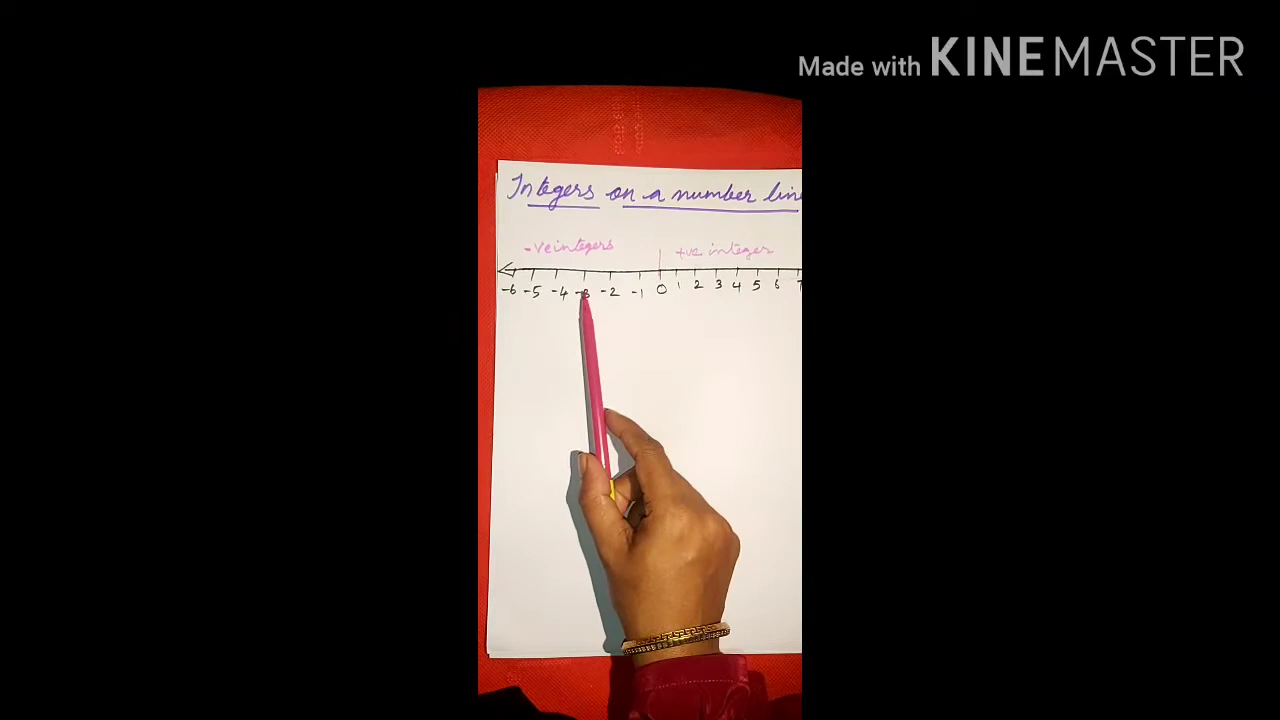 Made with KINEMASTER
Integers on a number line
-ve integers +ve integer
-6 -5 -4 -3 -2 -1 0 1 2 3 4 5 6 7